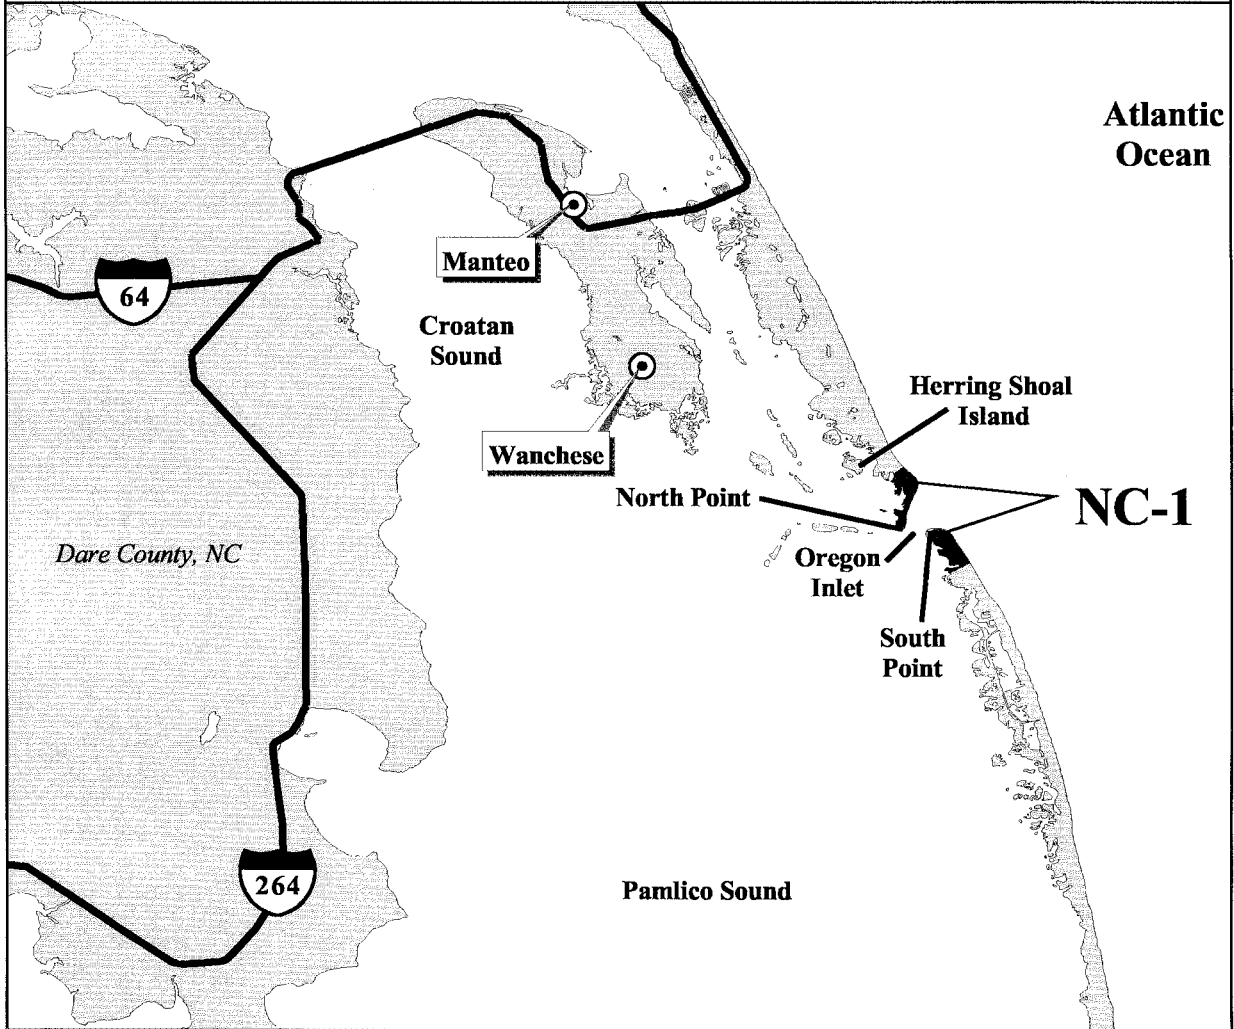 Atlantic
Ocean
Manteo
64
Croatan
Sound
Herring Shoal
Island
Wanchese
North Point
NC-1
Dare County, NC
Oregon
Inlet
South
Point
264
Pamlico Sound